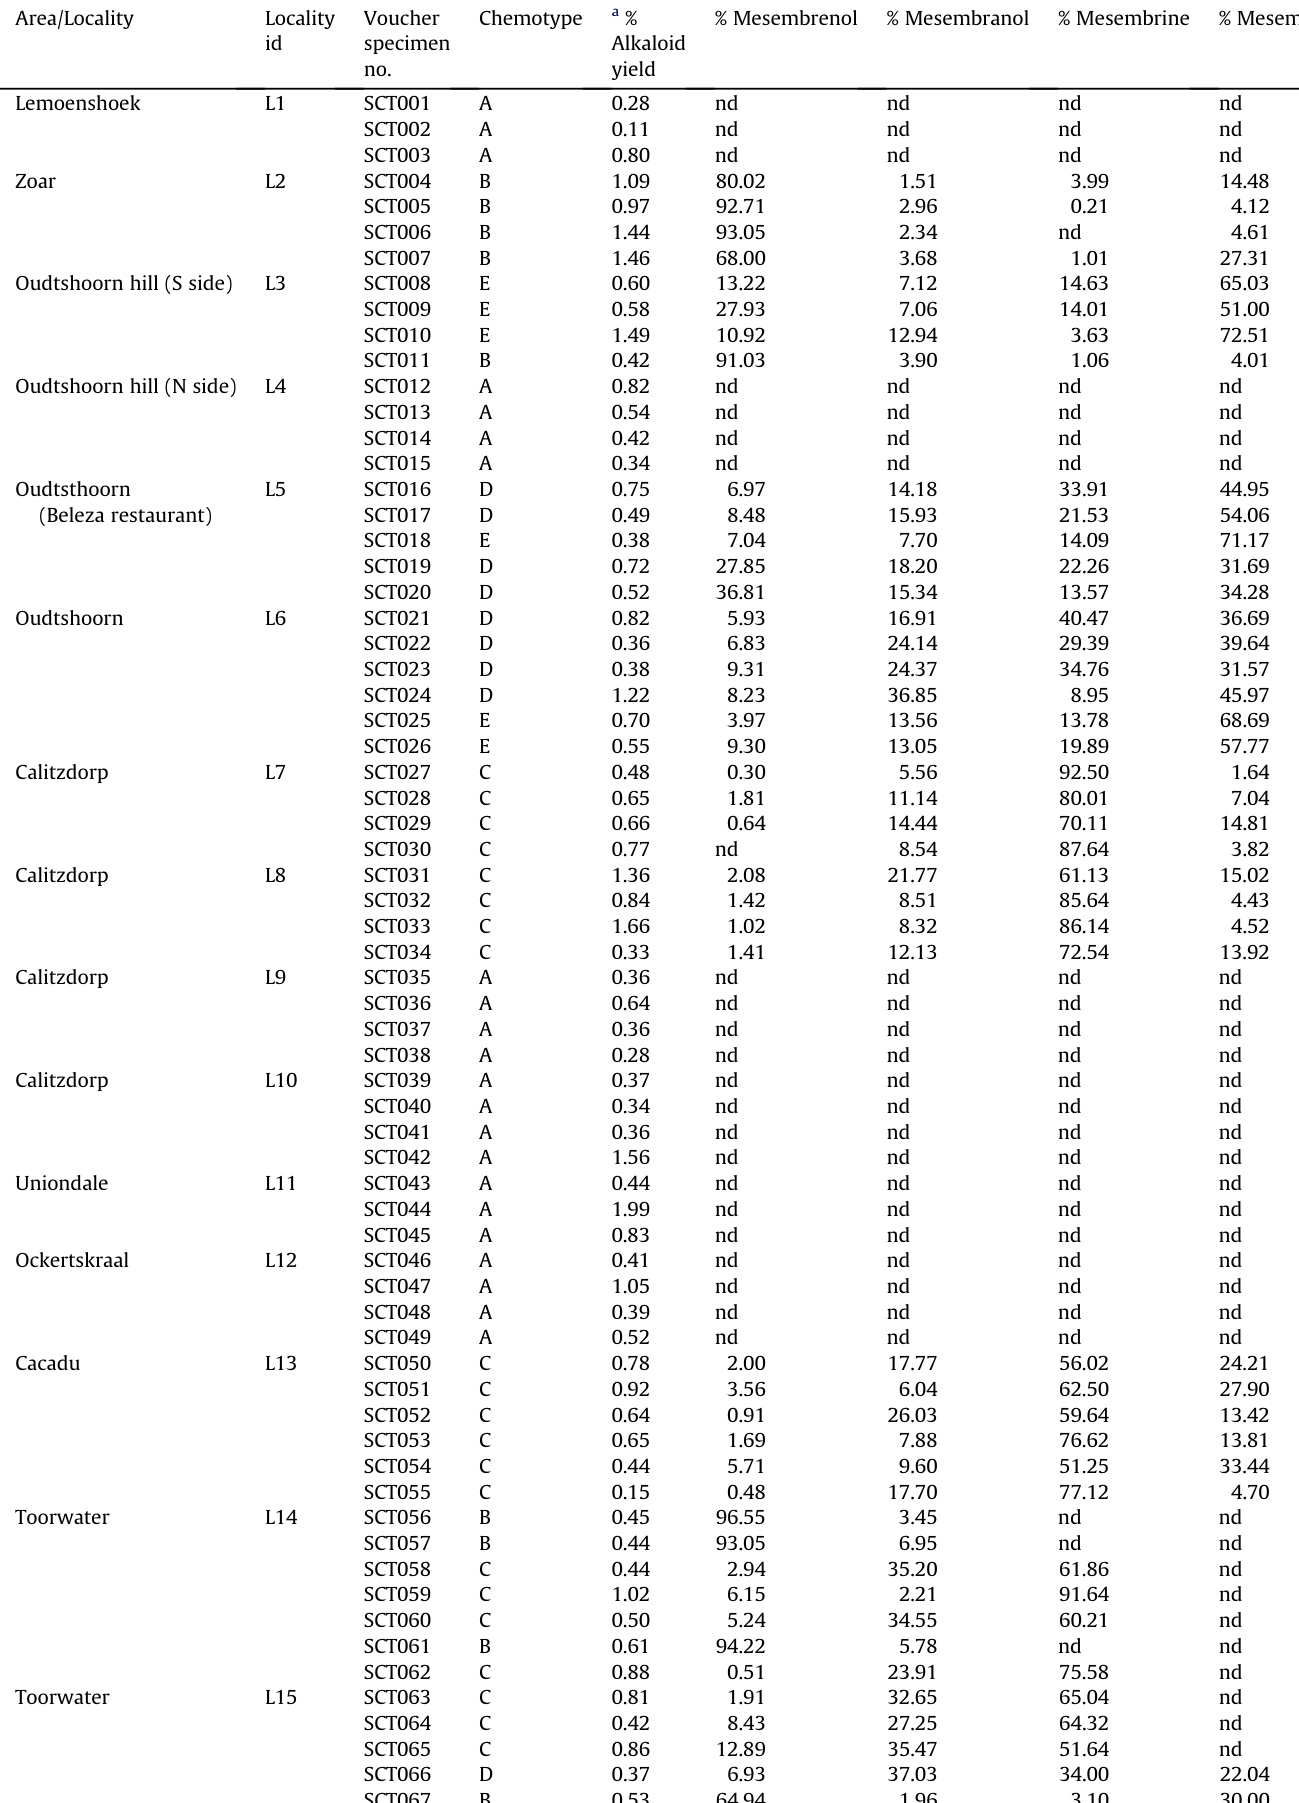 Area/Locality Locality id Voucher specimen no. Chemotype a % Alkaloid yield % Mesembrenol % Mesembranol % Mesembrine % Mesem
Lemoenshoek L1 SCT001 A 0.28 nd nd nd nd
SCT002 A 0.11 nd nd nd nd
SCT003 A 0.80 nd nd nd nd
Zoar L2 SCT004 B 1.09 80.02 1.51 3.99 14.48
SCT005 B 0.97 92.71 2.96 0.21 4.12
SCT006 B 1.44 93.05 2.34 nd 4.61
SCT007 B 1.46 68.00 3.68 1.01 27.31
Oudtshoorn hill (S side) L3 SCT008 E 0.60 13.22 7.12 14.63 65.03
SCT009 E 0.58 27.93 7.06 14.01 51.00
SCT010 E 1.49 10.92 12.94 3.63 72.51
SCT011 B 0.42 91.03 3.90 1.06 4.01
Oudtshoorn hill (N side) L4 SCT012 A 0.82 nd nd nd nd
SCT013 A 0.54 nd nd nd nd
SCT014 A 0.42 nd nd nd nd
SCT015 A 0.34 nd nd nd nd
Oudtsthoorn L5 SCT016 D 0.75 6.97 14.18 33.91 44.95
(Beleza restaurant) SCT017 D 0.49 8.48 15.93 21.53 54.06
SCT018 E 0.38 7.04 7.70 14.09 71.17
SCT019 D 0.72 27.85 18.20 22.26 31.69
SCT020 D 0.52 36.81 15.34 13.57 34.28
Oudtshoorn L6 SCT021 D 0.82 5.93 16.91 40.47 36.69
SCT022 D 0.36 6.83 24.14 29.39 39.64
SCT023 D 0.38 9.31 24.37 34.76 31.57
SCT024 D 1.22 8.23 36.85 8.95 45.97
SCT025 E 0.70 3.97 13.56 13.78 68.69
SCT026 E 0.55 9.30 13.05 19.89 57.77
Calitzdorp L7 SCT027 C 0.48 0.30 5.56 92.50 1.64
SCT028 C 0.65 1.81 11.14 80.01 7.04
SCT029 C 0.66 0.64 14.44 70.11 14.81
SCT030 C 0.77 nd 8.54 87.64 3.82
Calitzdorp L8 SCT031 C 1.36 2.08 21.77 61.13 15.02
SCT032 C 0.84 1.42 8.51 85.64 4.43
SCT033 C 1.66 1.02 8.32 86.14 4.52
SCT034 C 0.33 1.41 12.13 72.54 13.92
Calitzdorp L9 SCT035 A 0.36 nd nd nd nd
SCT036 A 0.64 nd nd nd nd
SCT037 A 0.36 nd nd nd nd
SCT038 A 0.28 nd nd nd nd
Calitzdorp L10 SCT039 A 0.37 nd nd nd nd
SCT040 A 0.34 nd nd nd nd
SCT041 A 0.36 nd nd nd nd
SCT042 A 1.56 nd nd nd nd
Uniondale L11 SCT043 A 0.44 nd nd nd nd
SCT044 A 1.99 nd nd nd nd
SCT045 A 0.83 nd nd nd nd
Ockertskraal L12 SCT046 A 0.41 nd nd nd nd
SCT047 A 1.05 nd nd nd nd
SCT048 A 0.39 nd nd nd nd
SCT049 A 0.52 nd nd nd nd
Cacadu L13 SCT050 C 0.78 2.00 17.77 56.02 24.21
SCT051 C 0.92 3.56 6.04 62.50 27.90
SCT052 C 0.64 0.91 26.03 59.64 13.42
SCT053 C 0.65 1.69 7.88 76.62 13.81
SCT054 C 0.44 5.71 9.60 51.25 33.44
SCT055 C 0.15 0.48 17.70 77.12 4.70
Toorwater L14 SCT056 B 0.45 96.55 3.45 nd nd
SCT057 B 0.44 93.05 6.95 nd nd
SCT058 C 0.44 2.94 35.20 61.86 nd
SCT059 C 1.02 6.15 2.21 91.64 nd
SCT060 C 0.50 5.24 34.55 60.21 nd
SCT061 B 0.61 94.22 5.78 nd nd
SCT062 C 0.88 0.51 23.91 75.58 nd
Toorwater L15 SCT063 C 0.81 1.91 32.65 65.04 nd
SCT064 C 0.42 8.43 27.25 64.32 nd
SCT065 C 0.86 12.89 35.47 51.64 nd
SCT066 D 0.37 6.93 37.03 34.00 22.04
SCT067 B 0.53 64.94 1.96 3.10 30.00